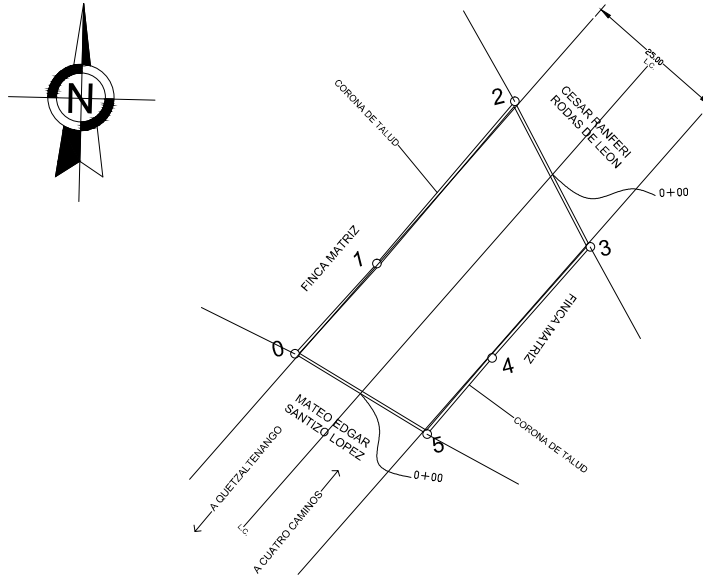 N
25.00
L.C.
2
CORONA DE TALUD
CESAR RANFERI
RODAS DE LEON
0+00
3
FINCA MATRIZ
1
FINCA MATRIZ
0
4
MATEO EDGAR
SANTIZO LOPEZ
5
CORONA DE TALUD
0+00
A QUETZALTENANGO
L.C.
A CUATRO CAMINOS